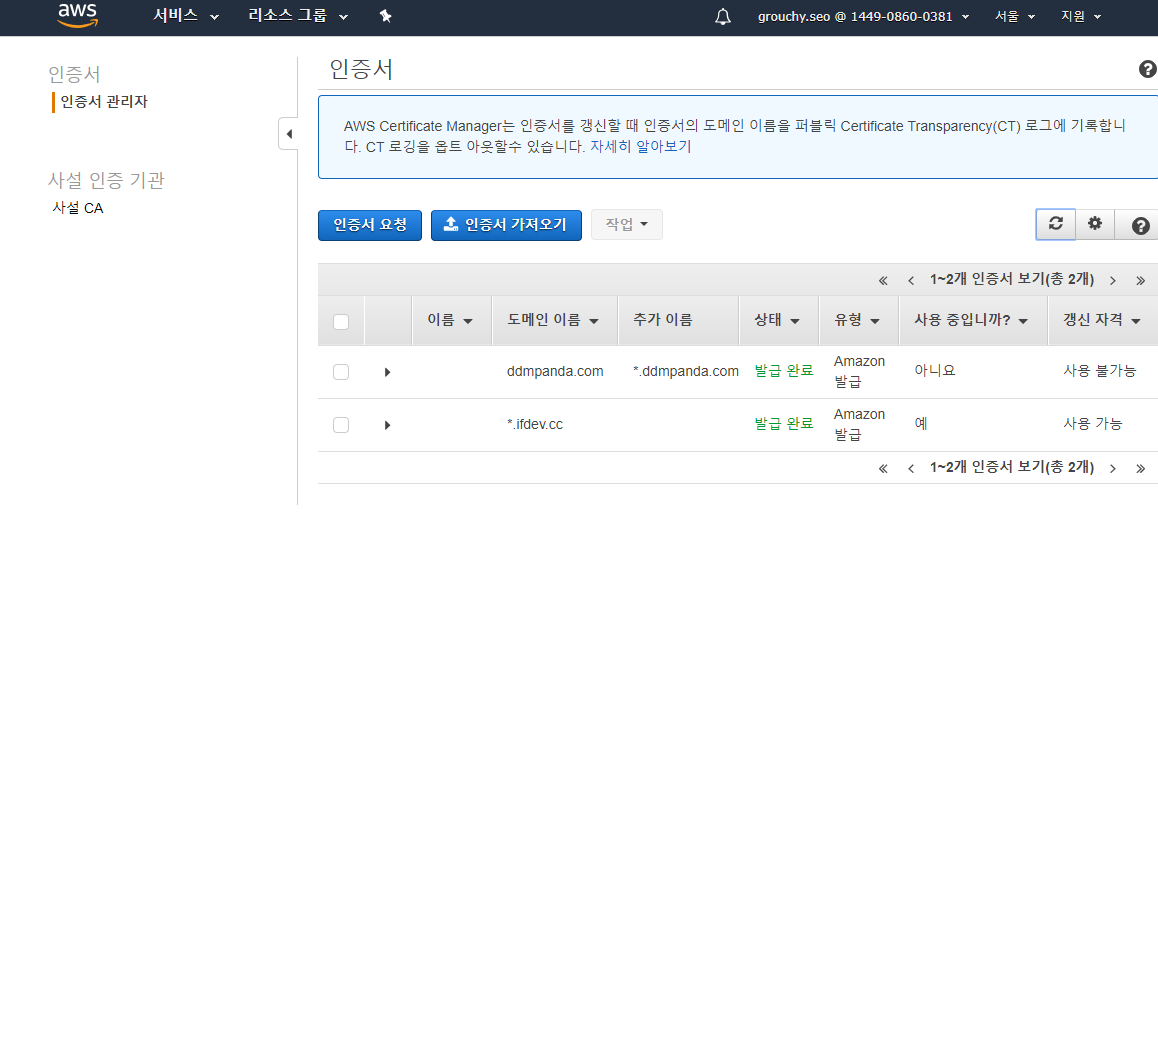 aws 서비스 리소스 그룹 grouchy.seo @ 1449-0860-0381 서울 지원
인증서
인증서 관리자
사설 인증 기관
사설 CA
인증서
AWS Certificate Manager는 인증서를 갱신할 때 인증서의 도메인 이름을 퍼블릭 Certificate Transparency(CT) 로그에 기록합니
다. CT 로깅을 옵트 아웃할수 있습니다. 자세히 알아보기
인증서 요청 인증서 가져오기 작업
« ‹ 1~2개 인증서 보기(총 2개) › »
이름 도메인 이름 추가 이름 상태 유형 사용 중입니까? 갱신 자격
ddmpanda.com *.ddmpanda.com 발급 완료 Amazon 발급 아니요 사용 불가능
*.ifdev.cc 발급 완료 Amazon 발급 예 사용 가능
« ‹ 1~2개 인증서 보기(총 2개) › »